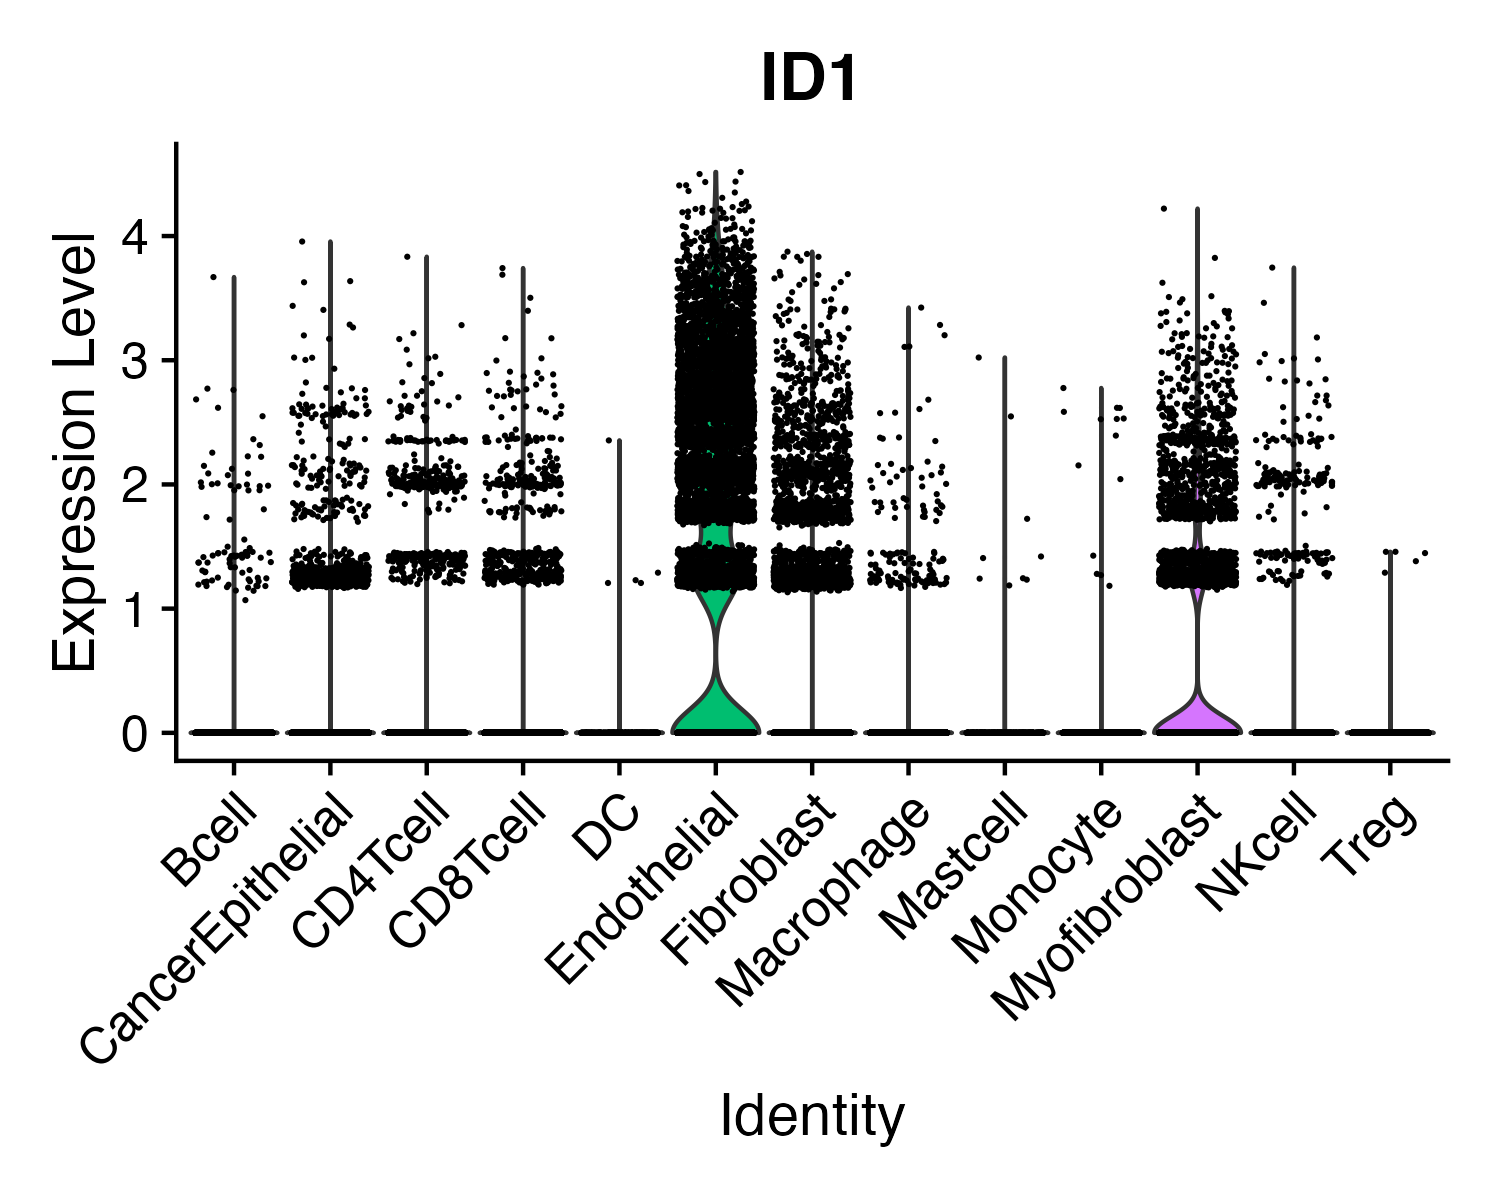 ID1
Expression Level
4
3
2
1
0
Bcell
CancerEpithelial
CD4Tcell
CD8Tcell
DC
Endothelial
Fibroblast
Macrophage
Mastcell
Monocyte
Myofibroblast
NKcell
Treg
Identity